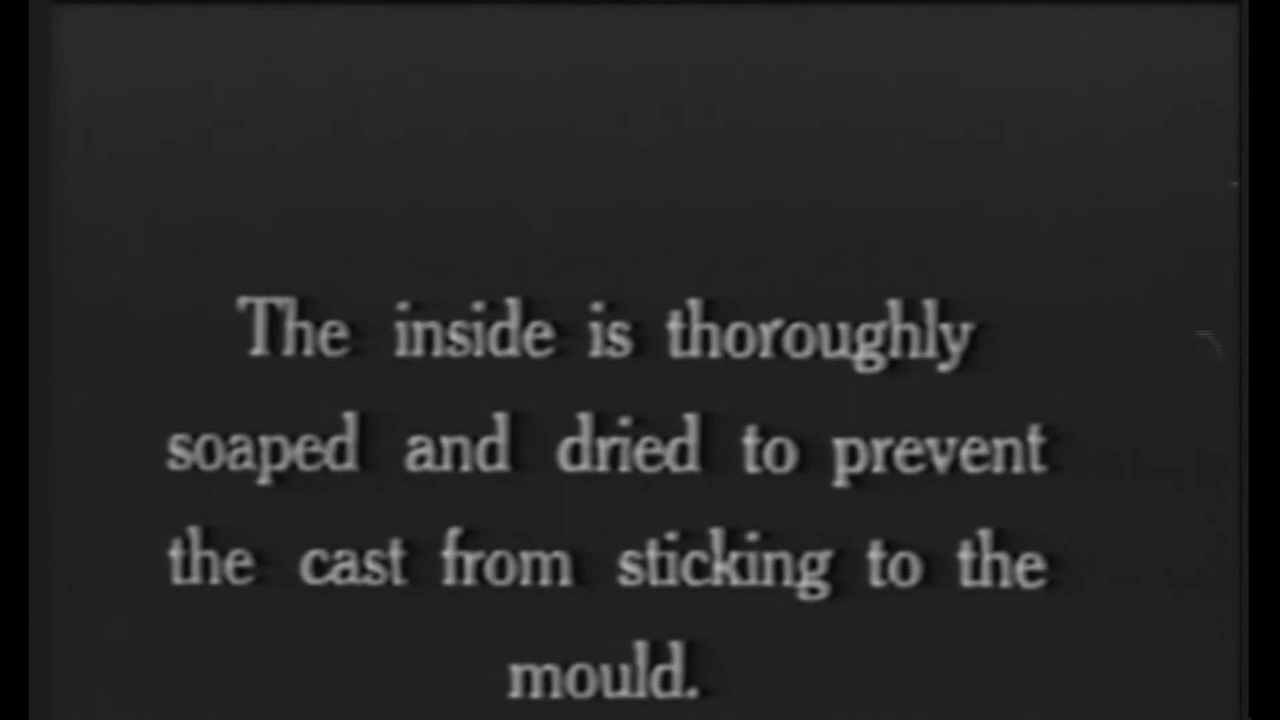 The inside is thoroughly
soaped and dried to prevent
the cast from sticking to the
mould.